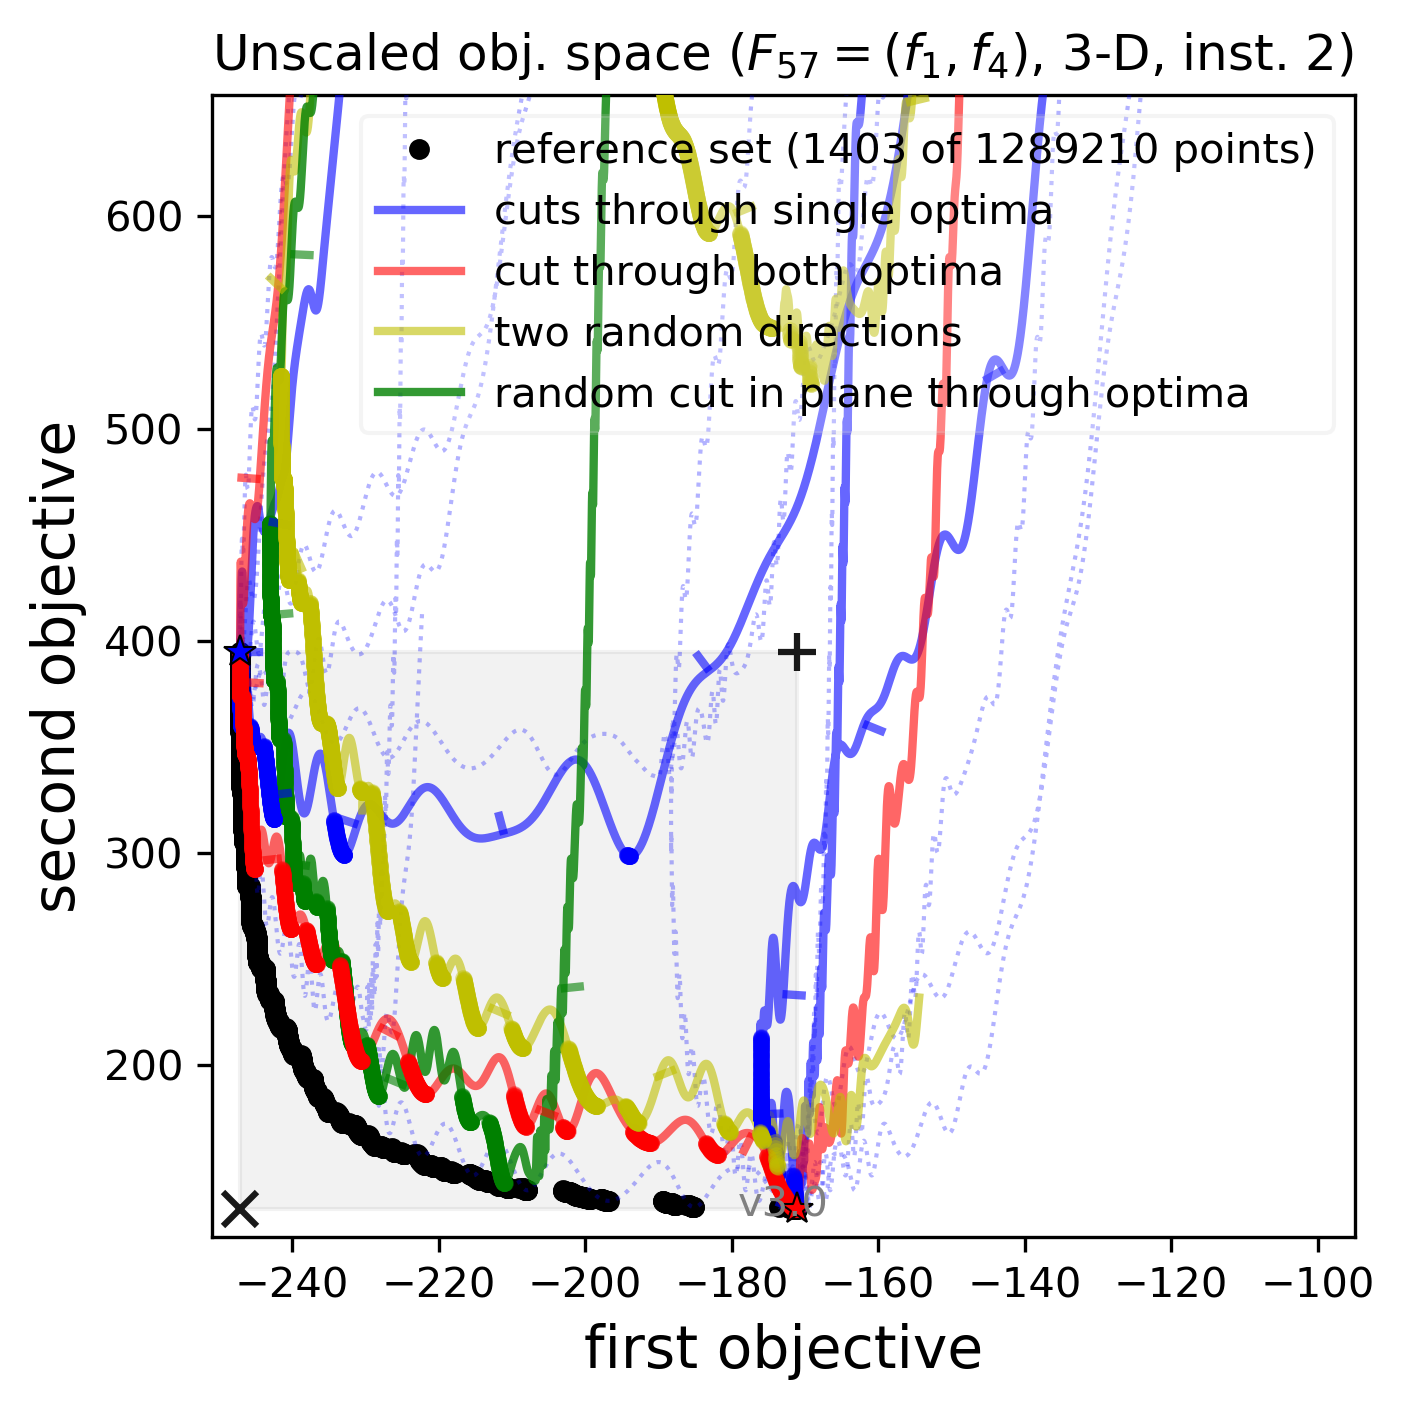 Unscaled obj. space (F57 = (f1, f4), 3-D, inst. 2)
reference set (1403 of 1289210 points)
cuts through single optima
cut through both optima
two random directions
random cut in plane through optima
second objective
600
500
400
300
200
v3.0
−240 −220 −200 −180 −160 −140 −120 −100
first objective